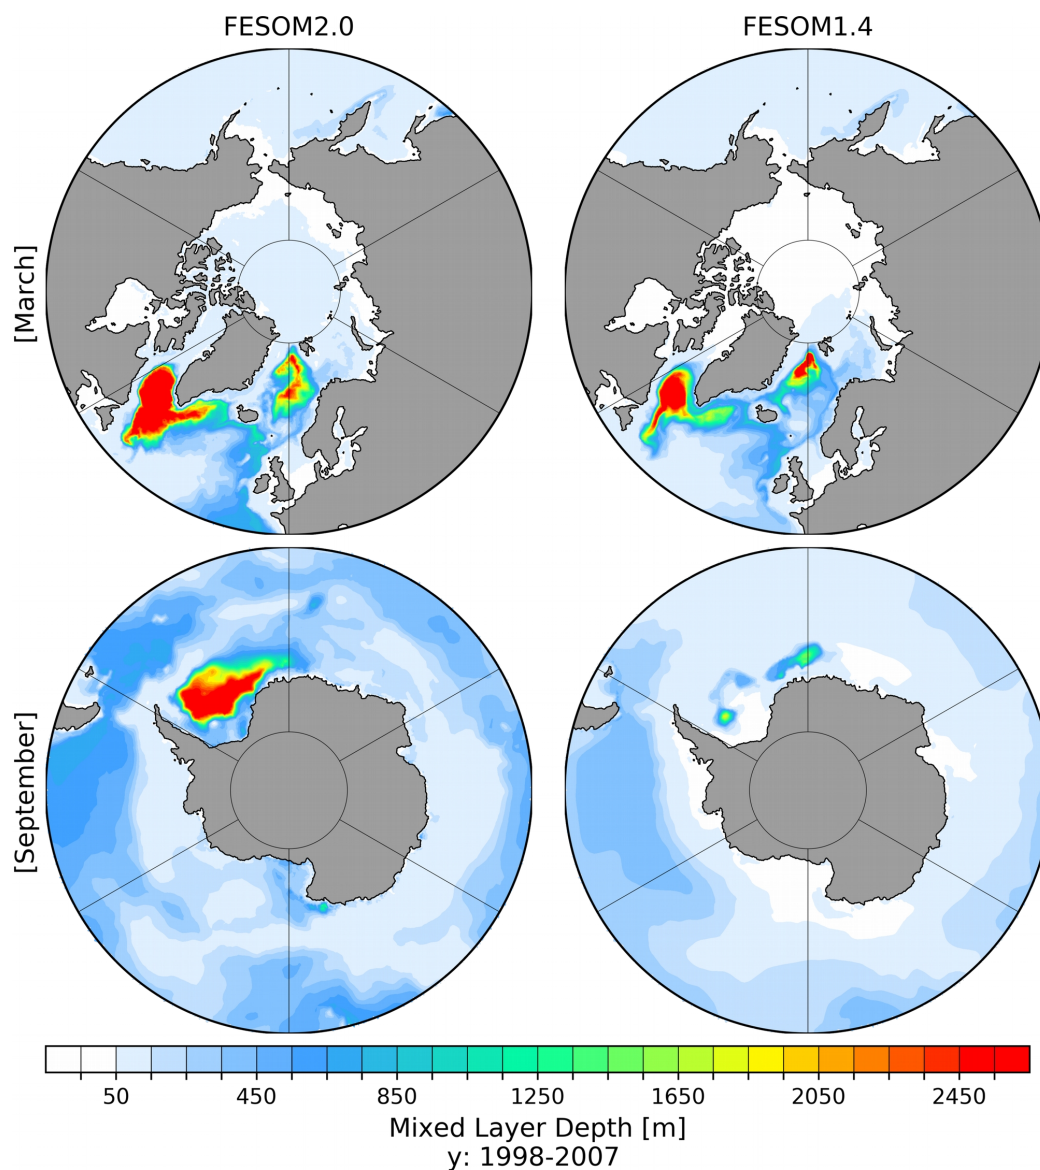 FESOM2.0
FESOM1.4
[March]
[September]
50 450 850 1250 1650 2050 2450
Mixed Layer Depth [m]
y: 1998-2007